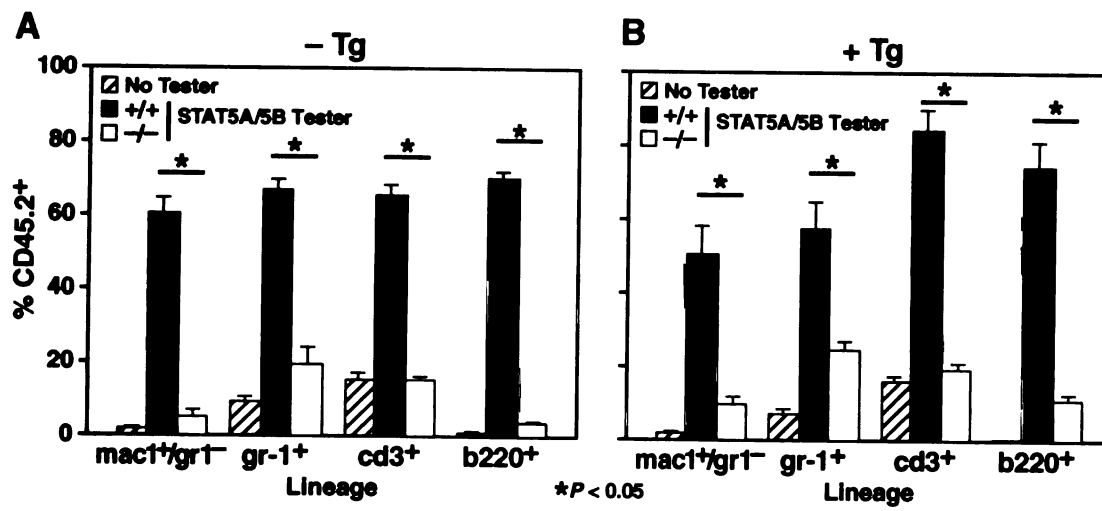 A
– Tg
100
80
60
40
20
0
% CD45.2+
No Tester
+/+
–/–
STAT5A/5B Tester
*
*
*
*
mac1+/gr1– gr-1+ cd3+ b220+
Lineage
*P < 0.05
B
+ Tg
No Tester
+/+
–/–
STAT5A/5B Tester
*
*
*
*
mac1+/gr1– gr-1+ cd3+ b220+
Lineage